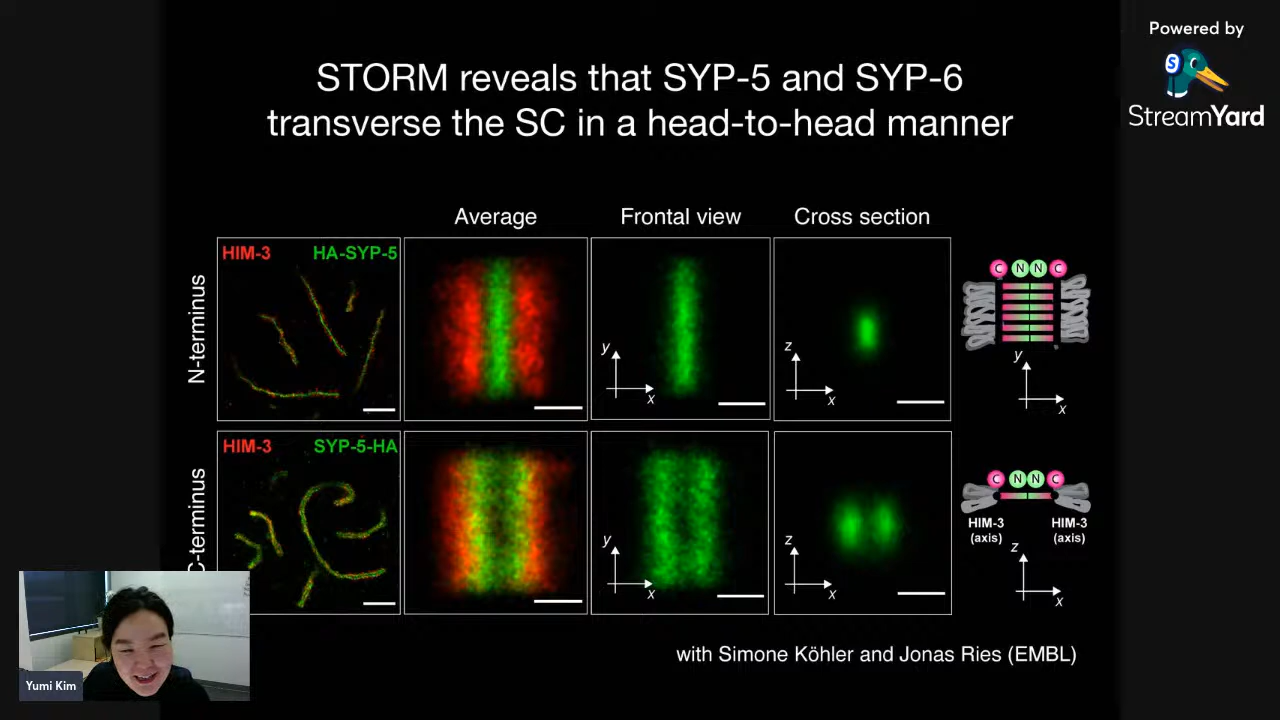 Powered by
StreamYard
STORM reveals that SYP-5 and SYP-6
transverse the SC in a head-to-head manner
Average
Frontal view
Cross section
N-terminus
HIM-3
HA-SYP-5
y
x
z
x
C N N C
y
x
C-terminus
HIM-3
SYP-5-HA
y
x
z
x
C N N C
HIM-3
(axis)
HIM-3
(axis)
z
x
with Simone Köhler and Jonas Ries (EMBL)
Yumi Kim